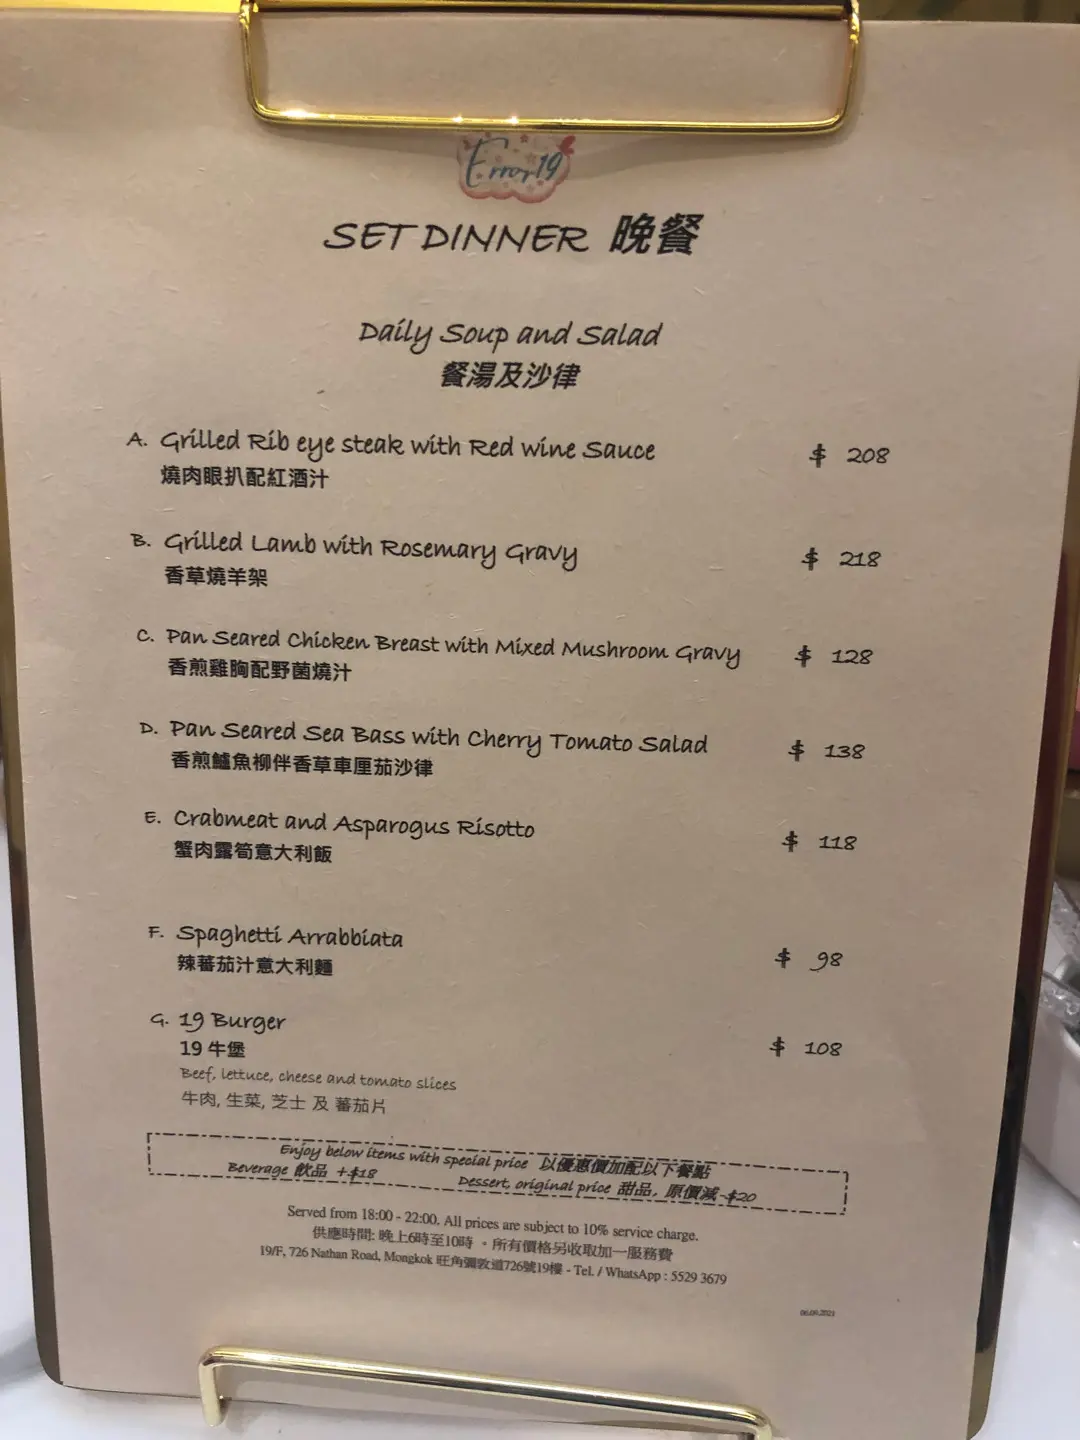 Error19
SET DINNER 晚餐
Daily Soup and Salad
餐湯及沙律
A. Grilled Rib eye steak with Red wine Sauce $ 208
燒肉眼扒配紅酒汁
B. Grilled Lamb with Rosemary Gravy $ 218
香草燒羊架
C. Pan Seared Chicken Breast with Mixed Mushroom Gravy $ 128
香煎雞胸配野菌燒汁
D. Pan Seared Sea Bass with Cherry Tomato Salad $ 138
香煎鱸魚柳伴香草車厘茄沙律
E. Crabmeat and Asparogus Risotto $ 118
蟹肉露筍意大利飯
F. Spaghetti Arrabbiata $ 98
辣蕃茄汁意大利麵
G. 19 Burger $ 108
19 牛堡
Beef, lettuce, cheese and tomato slices
牛肉, 生菜, 芝士 及 蕃茄片
Enjoy below items with special price 以優惠價加配以下餐點
Beverage 飲品 +$18 Dessert, original price 甜品, 原價減 -$20
Served from 18:00 - 22:00. All prices are subject to 10% service charge.
供應時間: 晚上6時至10時 。所有價格另收取加一服務費
19/F, 726 Nathan Road, Mongkok 旺角彌敦道726號19樓 - Tel. / WhatsApp : 5529 3679
06.09.2021